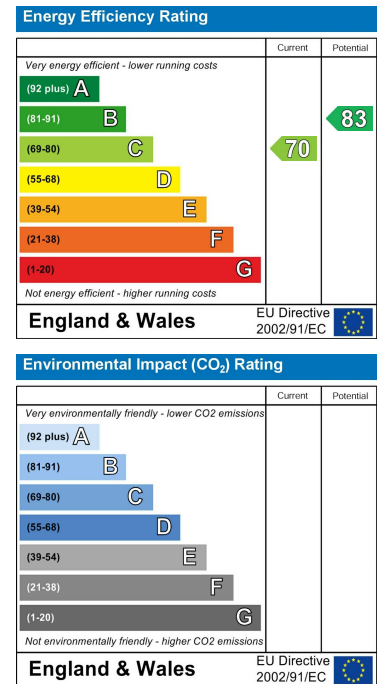 Energy Efficiency Rating
Current Potential
Very energy efficient - lower running costs
(92 plus) A
(81-91) B
83
(69-80) C
70
(55-68) D
(39-54) E
(21-38) F
(1-20) G
Not energy efficient - higher running costs
England & Wales
EU Directive
2002/91/EC
Environmental Impact (CO₂) Rating
Current Potential
Very environmentally friendly - lower CO2 emissions
(92 plus) A
(81-91) B
(69-80) C
(55-68) D
(39-54) E
(21-38) F
(1-20) G
Not environmentally friendly - higher CO2 emissions
England & Wales
EU Directive
2002/91/EC